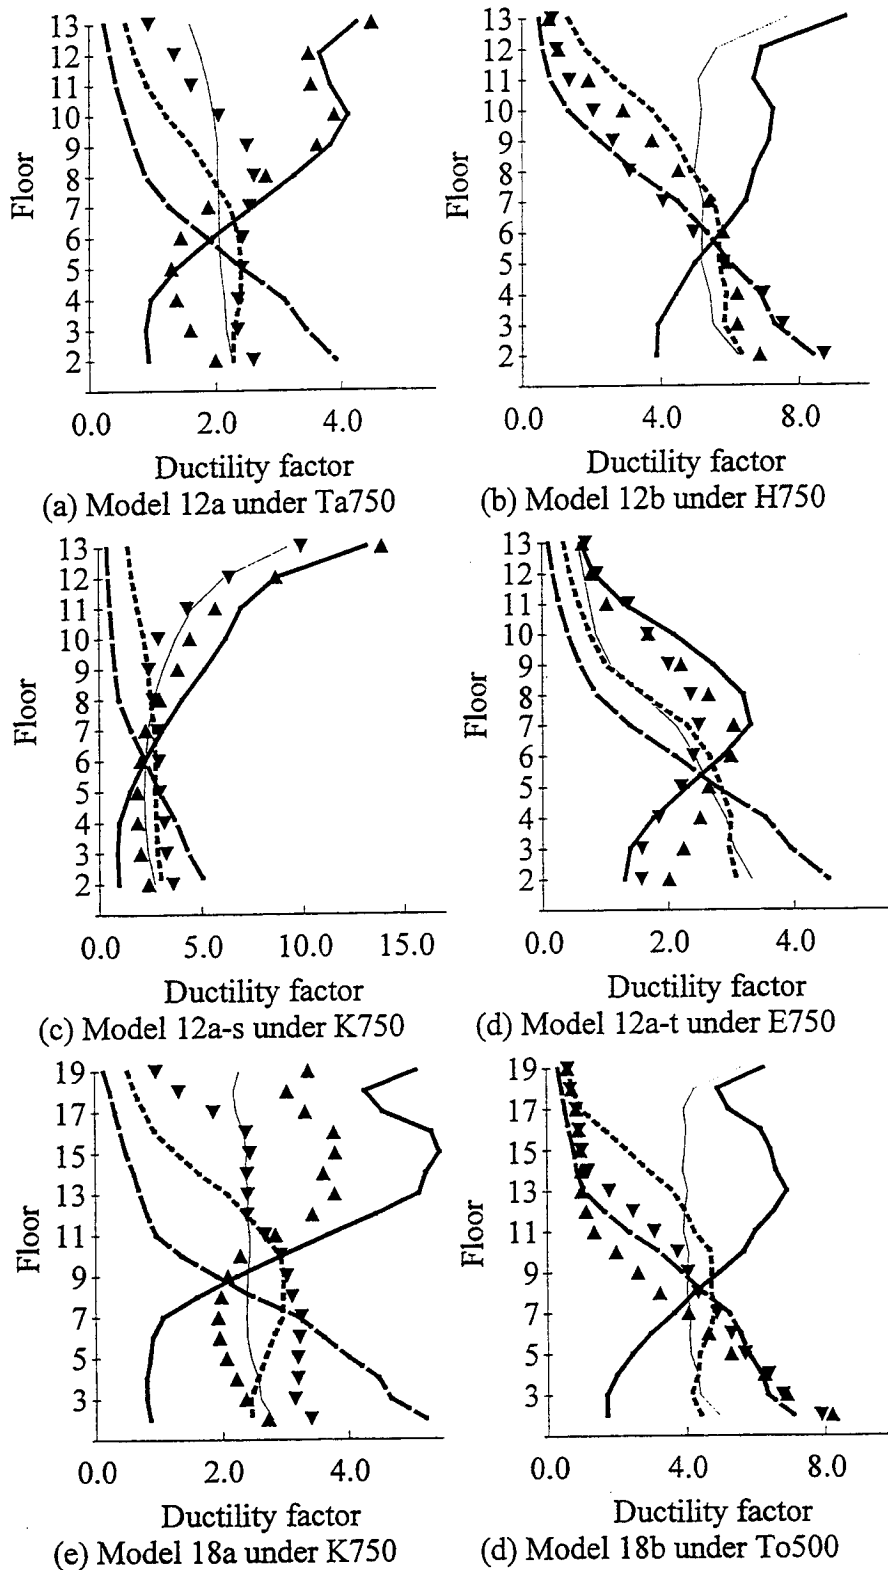 13
12
11
10
9
8
7
6
5
4
3
2
Floor
0.0 2.0 4.0
Ductility factor
(a) Model 12a under Ta750
13
12
11
10
9
8
7
6
5
4
3
2
Floor
4.0 8.0
Ductility factor
(b) Model 12b under H750
13
12
11
10
9
8
7
6
5
4
3
2
Floor
0.0 5.0 10.0 15.0
Ductility factor
(c) Model 12a-s under K750
13
12
11
10
9
8
7
6
5
4
3
2
Floor
0.0 2.0 4.0
Ductility factor
(d) Model 12a-t under E750
19
17
15
13
11
9
7
5
3
Floor
0.0 2.0 4.0
Ductility factor
(e) Model 18a under K750
19
17
15
13
11
9
7
5
3
Floor
0.0 4.0 8.0
Ductility factor
(d) Model 18b under To500